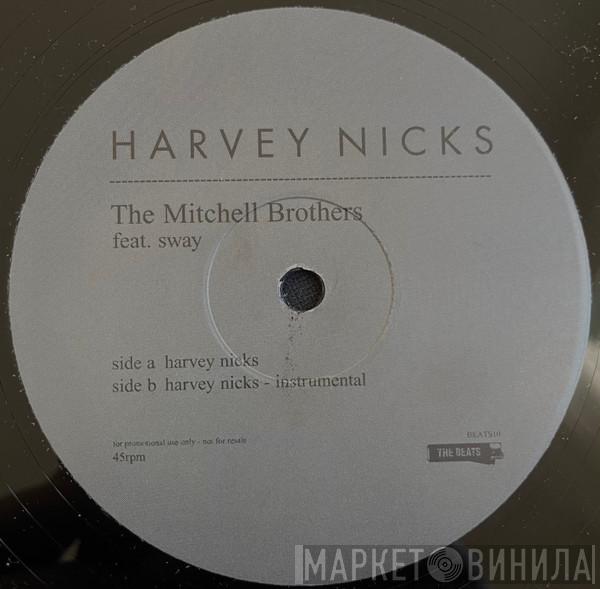 HARVEY NICKS
The Mitchell Brothers
feat. sway
side a harvey nicks
side b harvey nicks - instrumental
for promotional use only - not for resale
45rpm
BEATS10
THE BEATS
МАРКЕТ ВИНИЛА